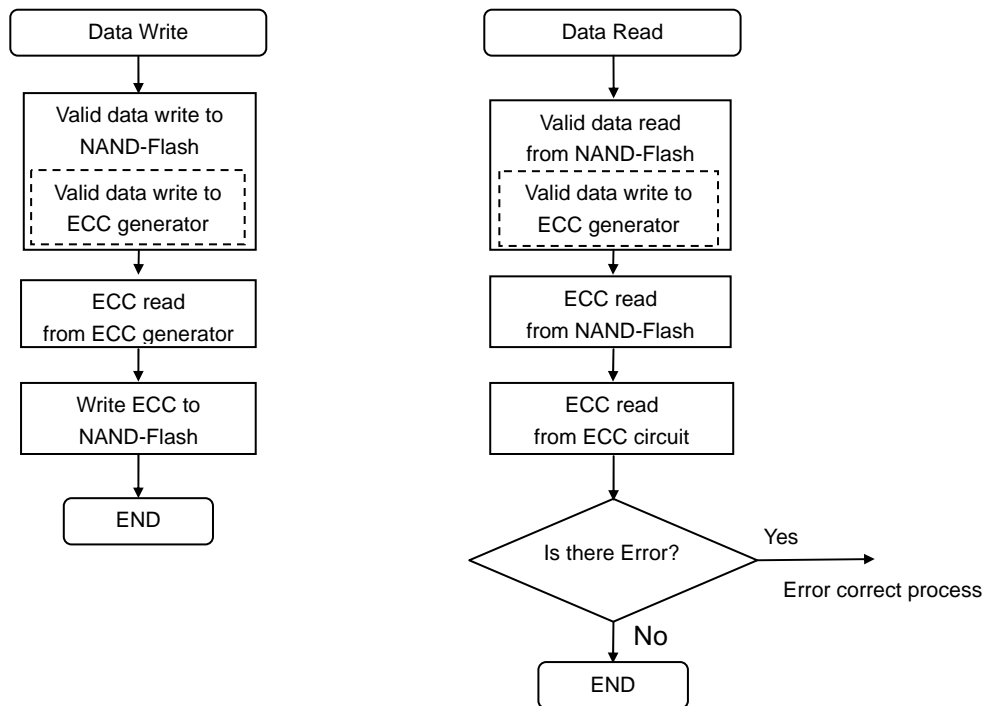 Data Write
Valid data write to
NAND-Flash
Valid data write to
ECC generator
ECC read
from ECC generator
Write ECC to
NAND-Flash
END
Data Read
Valid data read
from NAND-Flash
Valid data write to
ECC generator
ECC read
from NAND-Flash
ECC read
from ECC circuit
Is there Error?
Yes
Error correct process
No
END